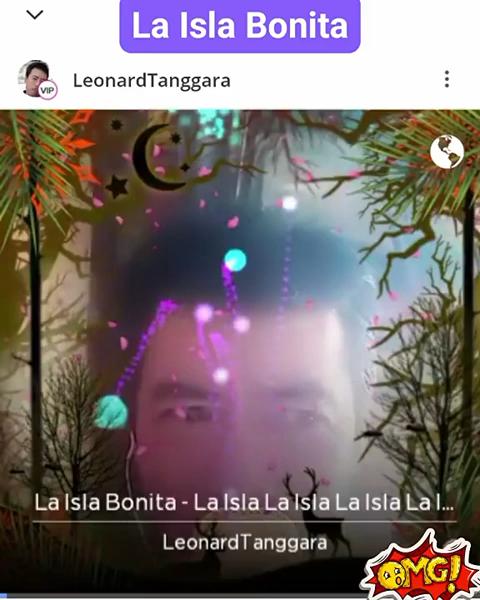 La Isla Bonita
LeonardTanggara
VIP
La Isla Bonita - La Isla La Isla La Isla La I...
LeonardTanggara
OMG!